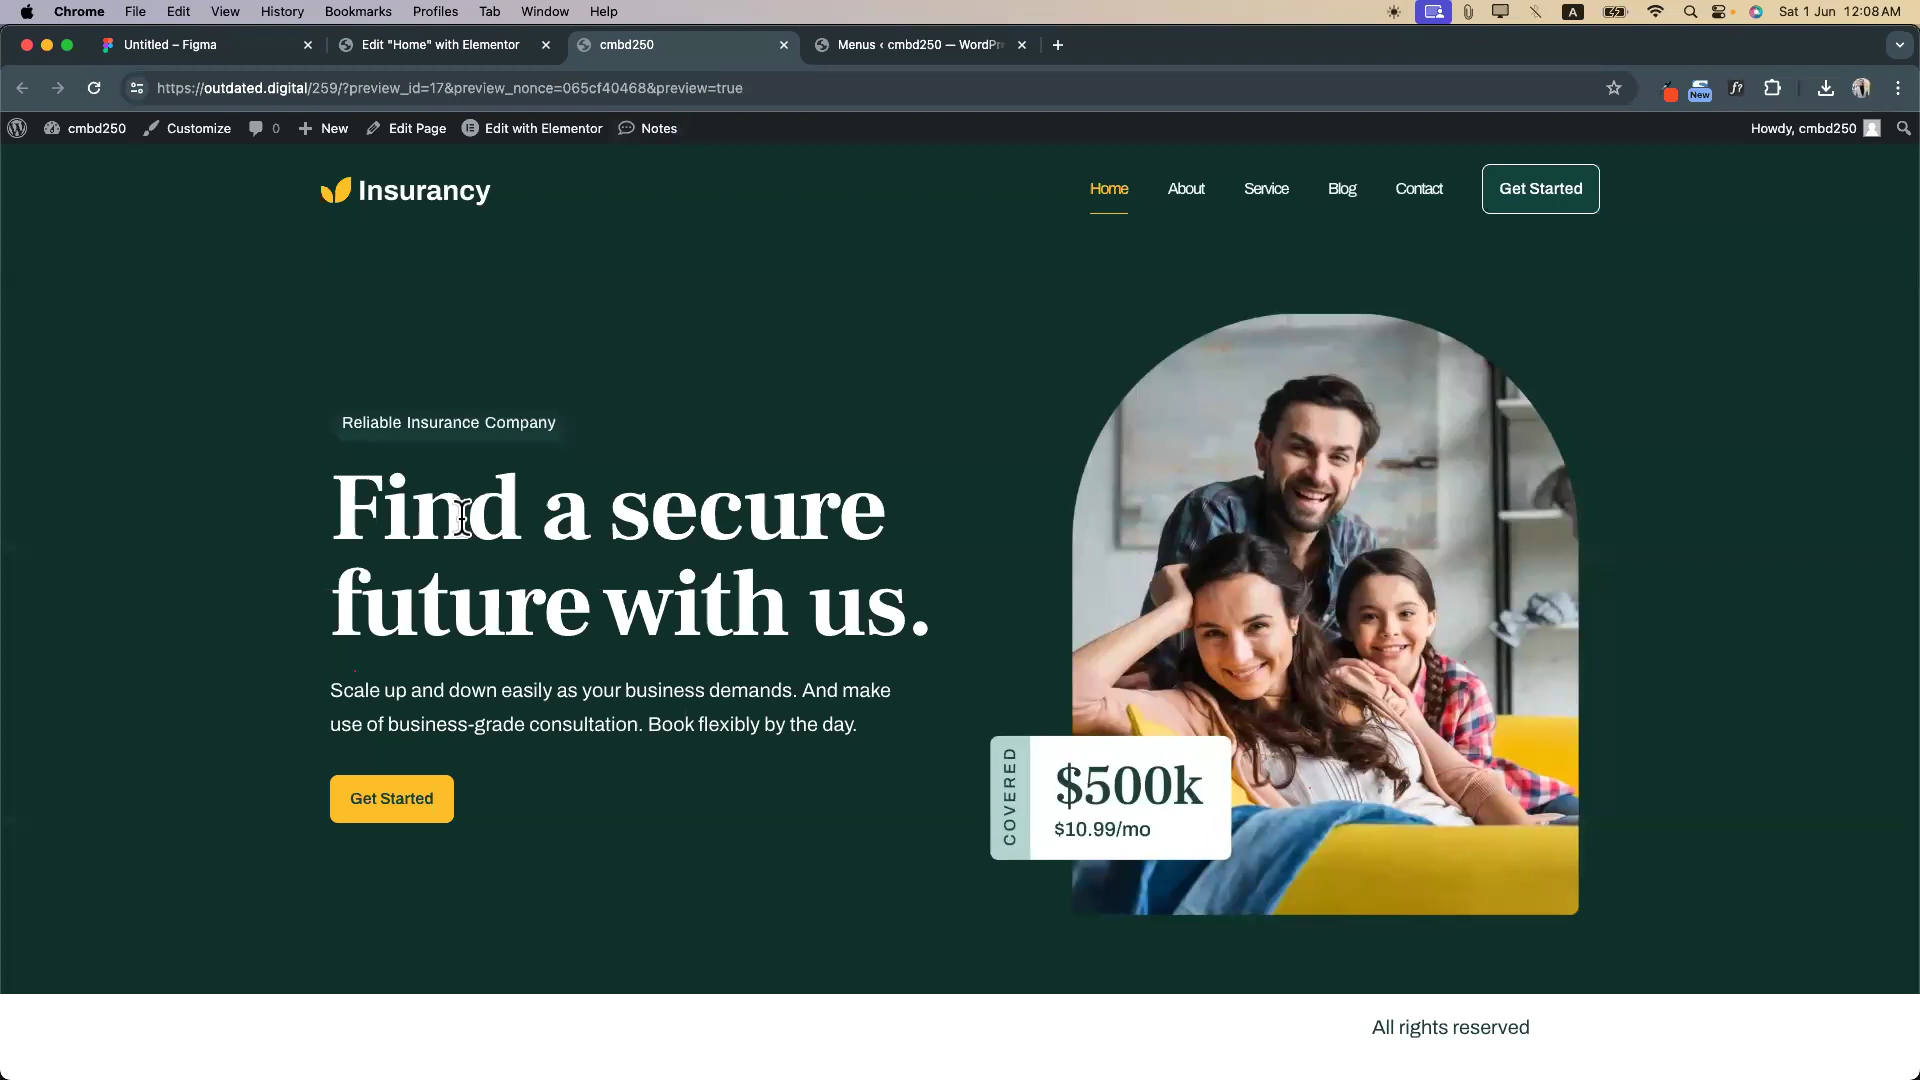 Chrome File Edit View History Bookmarks Profiles Tab Window Help A Sat 1 Jun 12:08 AM
Untitled – Figma Edit "Home" with Elementor cmbd250 Menus ‹ cmbd250 — WordPr
https://outdated.digital/259/?preview_id=17&preview_nonce=065cf40468&preview=true f? New
cmbd250 Customize 0 New Edit Page Edit with Elementor Notes Howdy, cmbd250
Insurancy Home About Service Blog Contact Get Started
Reliable Insurance Company
Find a secure
future with us.
Scale up and down easily as your business demands. And make
use of business-grade consultation. Book flexibly by the day.
Get Started
COVERED
$500k
$10.99/mo
All rights reserved